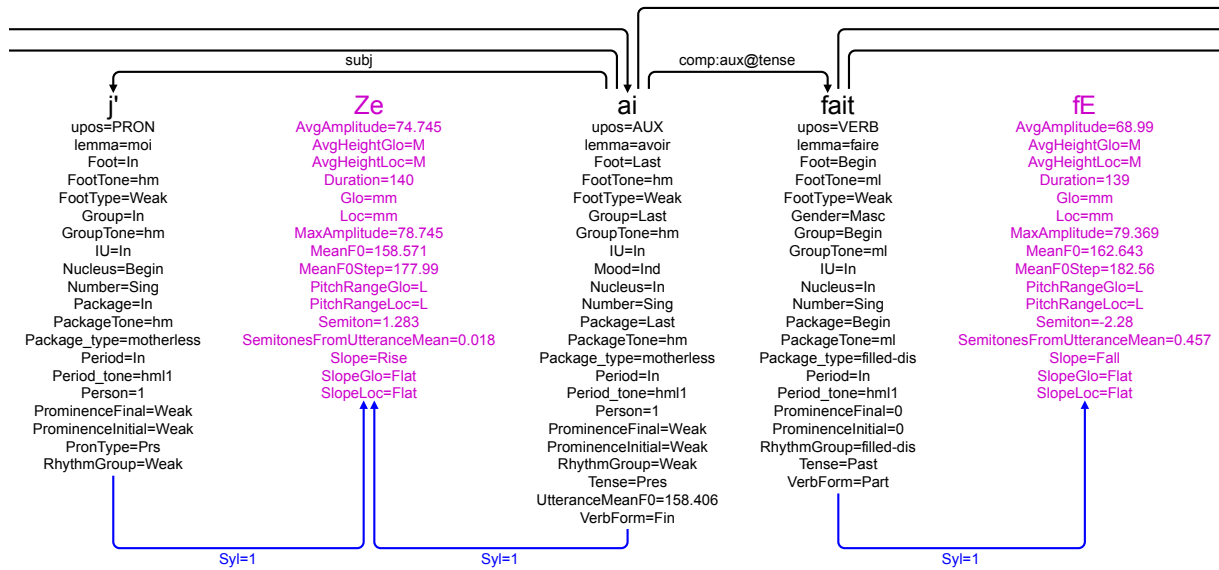 subj
comp:aux@tense
j'
upos=PRON
lemma=moi
Foot=In
FootTone=hm
FootType=Weak
Group=In
GroupTone=hm
IU=In
Nucleus=Begin
Number=Sing
Package=In
PackageTone=hm
Package_type=motherless
Period=In
Period_tone=hml1
Person=1
ProminenceFinal=Weak
ProminenceInitial=Weak
PronType=Prs
RhythmGroup=Weak
Ze
AvgAmplitude=74.745
AvgHeightGlo=M
AvgHeightLoc=M
Duration=140
Glo=mm
Loc=mm
MaxAmplitude=78.745
MeanF0=158.571
MeanF0Step=177.99
PitchRangeGlo=L
PitchRangeLoc=L
Semiton=1.283
SemitonesFromUtteranceMean=0.018
Slope=Rise
SlopeGlo=Flat
SlopeLoc=Flat
ai
upos=AUX
lemma=avoir
Foot=Last
FootTone=hm
FootType=Weak
Group=Last
GroupTone=hm
IU=In
Mood=Ind
Nucleus=In
Number=Sing
Package=Last
PackageTone=hm
Package_type=motherless
Period=In
Period_tone=hml1
Person=1
ProminenceFinal=Weak
ProminenceInitial=Weak
RhythmGroup=Weak
Tense=Pres
UtteranceMeanF0=158.406
VerbForm=Fin
fait
upos=VERB
lemma=faire
Foot=Begin
FootTone=ml
FootType=Weak
Gender=Masc
Group=Begin
GroupTone=ml
IU=In
Nucleus=In
Number=Sing
Package=Begin
PackageTone=ml
Package_type=filled-dis
Period=In
Period_tone=hml1
ProminenceFinal=0
ProminenceInitial=0
RhythmGroup=filled-dis
Tense=Past
VerbForm=Part
fE
AvgAmplitude=68.99
AvgHeightGlo=M
AvgHeightLoc=M
Duration=139
Glo=mm
Loc=mm
MaxAmplitude=79.369
MeanF0=162.643
MeanF0Step=182.56
PitchRangeGlo=L
PitchRangeLoc=L
Semiton=-2.28
SemitonesFromUtteranceMean=0.457
Slope=Fall
SlopeGlo=Flat
SlopeLoc=Flat
Syl=1
Syl=1
Syl=1